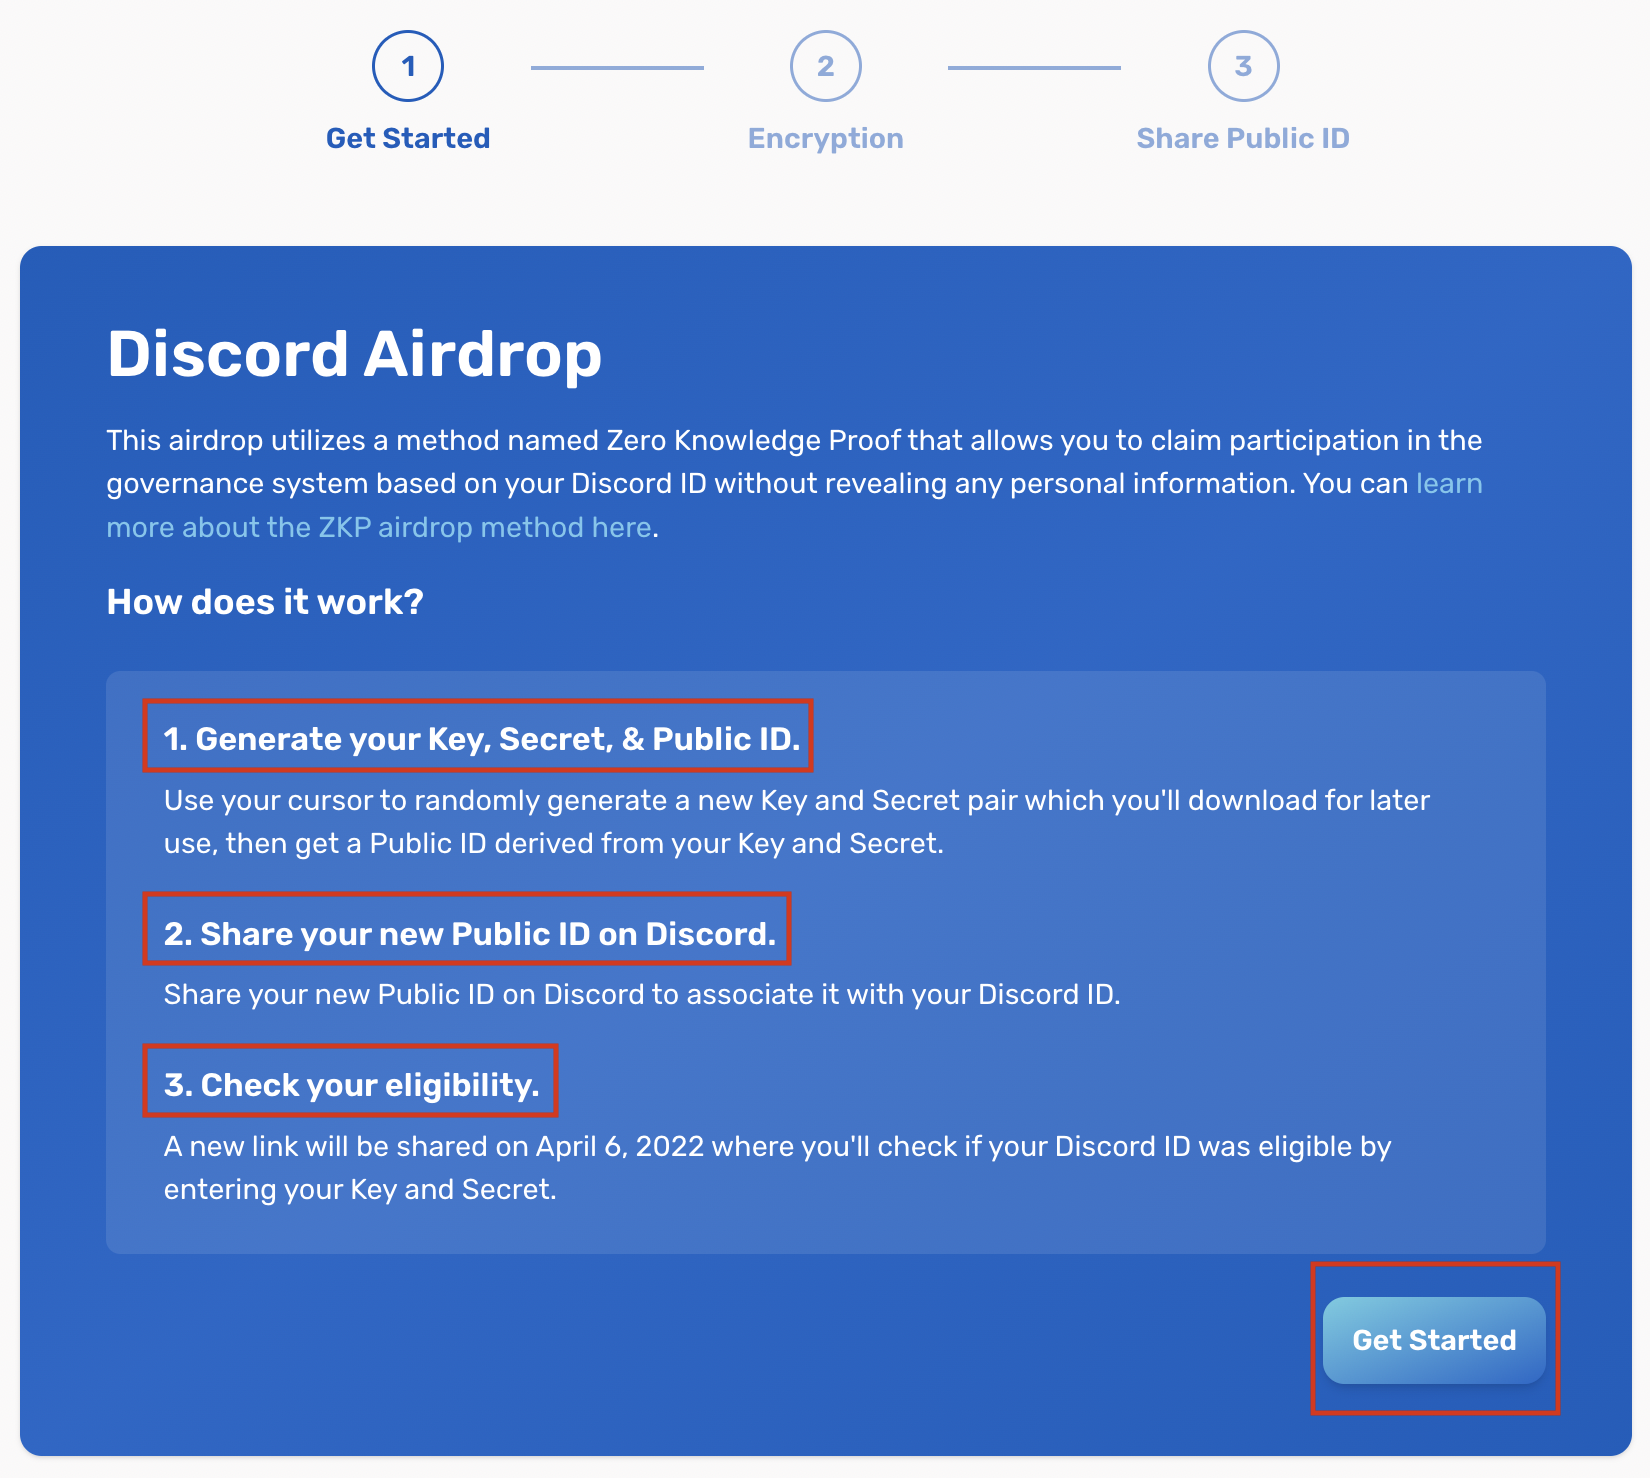 1
2
3
Get Started
Encryption
Share Public ID
Discord Airdrop
This airdrop utilizes a method named Zero Knowledge Proof that allows you to claim participation in the
governance system based on your Discord ID without revealing any personal information. You can learn
more about the ZKP airdrop method here.
How does it work?
1. Generate your Key, Secret, & Public ID.
Use your cursor to randomly generate a new Key and Secret pair which you'll download for later
use, then get a Public ID derived from your Key and Secret.
2. Share your new Public ID on Discord.
Share your new Public ID on Discord to associate it with your Discord ID.
3. Check your eligibility.
A new link will be shared on April 6, 2022 where you'll check if your Discord ID was eligible by
entering your Key and Secret.
Get Started